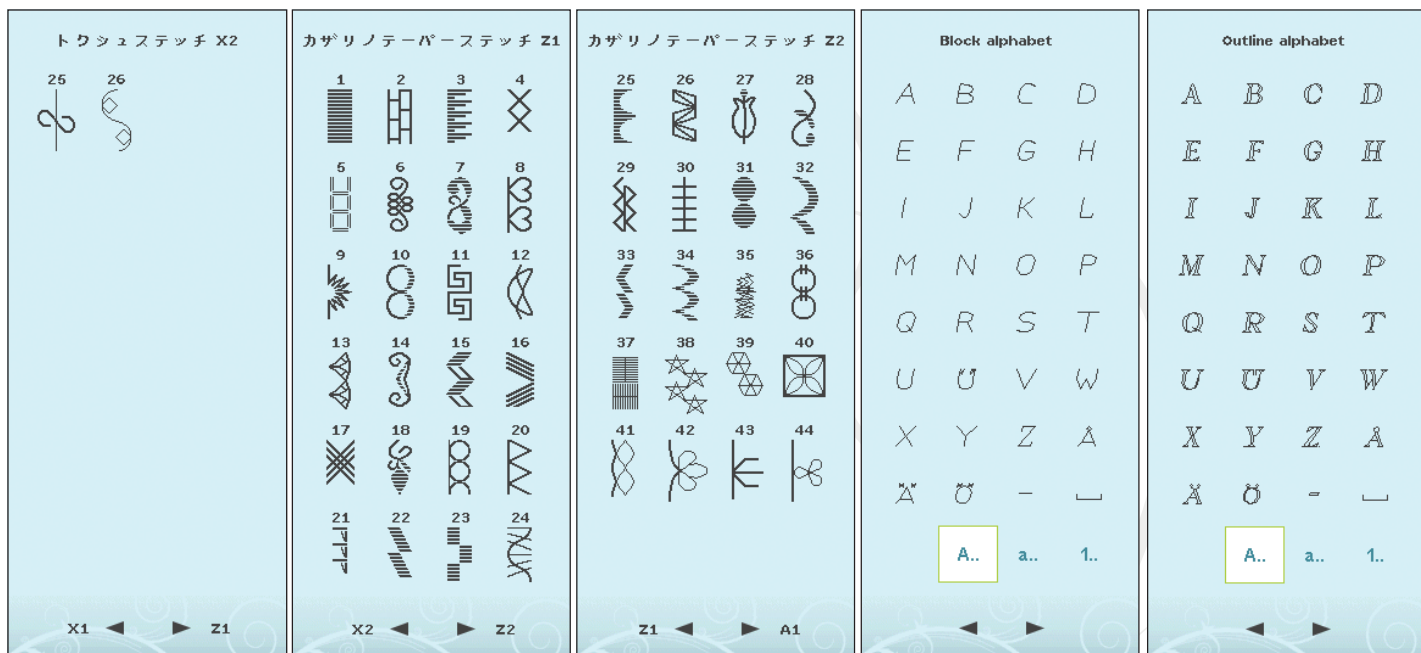 トクシュステッチ X2
25 26
X1 Z1
カザリノテーパーステッチ Z1
1 2 3 4
5 6 7 8
9 10 11 12
13 14 15 16
17 18 19 20
21 22 23 24
X2 Z2
カザリノテーパーステッチ Z2
25 26 27 28
29 30 31 32
33 34 35 36
37 38 39 40
41 42 43 44
Z1 A1
Block alphabet
A B C D
E F G H
I J K L
M N O P
Q R S T
U Ü V W
X Y Z Å
Ä Ö - ⎵
A.. a.. 1..
Outline alphabet
A B C D
E F G H
I J K L
M N O P
Q R S T
U Ü V W
X Y Z Å
Ä Ö - ⎵
A.. a.. 1..